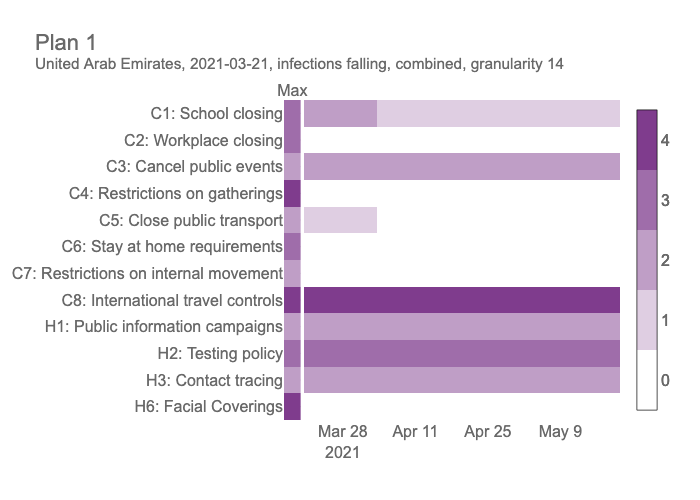 Plan 1
United Arab Emirates, 2021-03-21, infections falling, combined, granularity 14
Max
C1: School closing
C2: Workplace closing
C3: Cancel public events
C4: Restrictions on gatherings
C5: Close public transport
C6: Stay at home requirements
C7: Restrictions on internal movement
C8: International travel controls
H1: Public information campaigns
H2: Testing policy
H3: Contact tracing
H6: Facial Coverings
4
3
2
1
0
Mar 28 Apr 11 Apr 25 May 9
2021